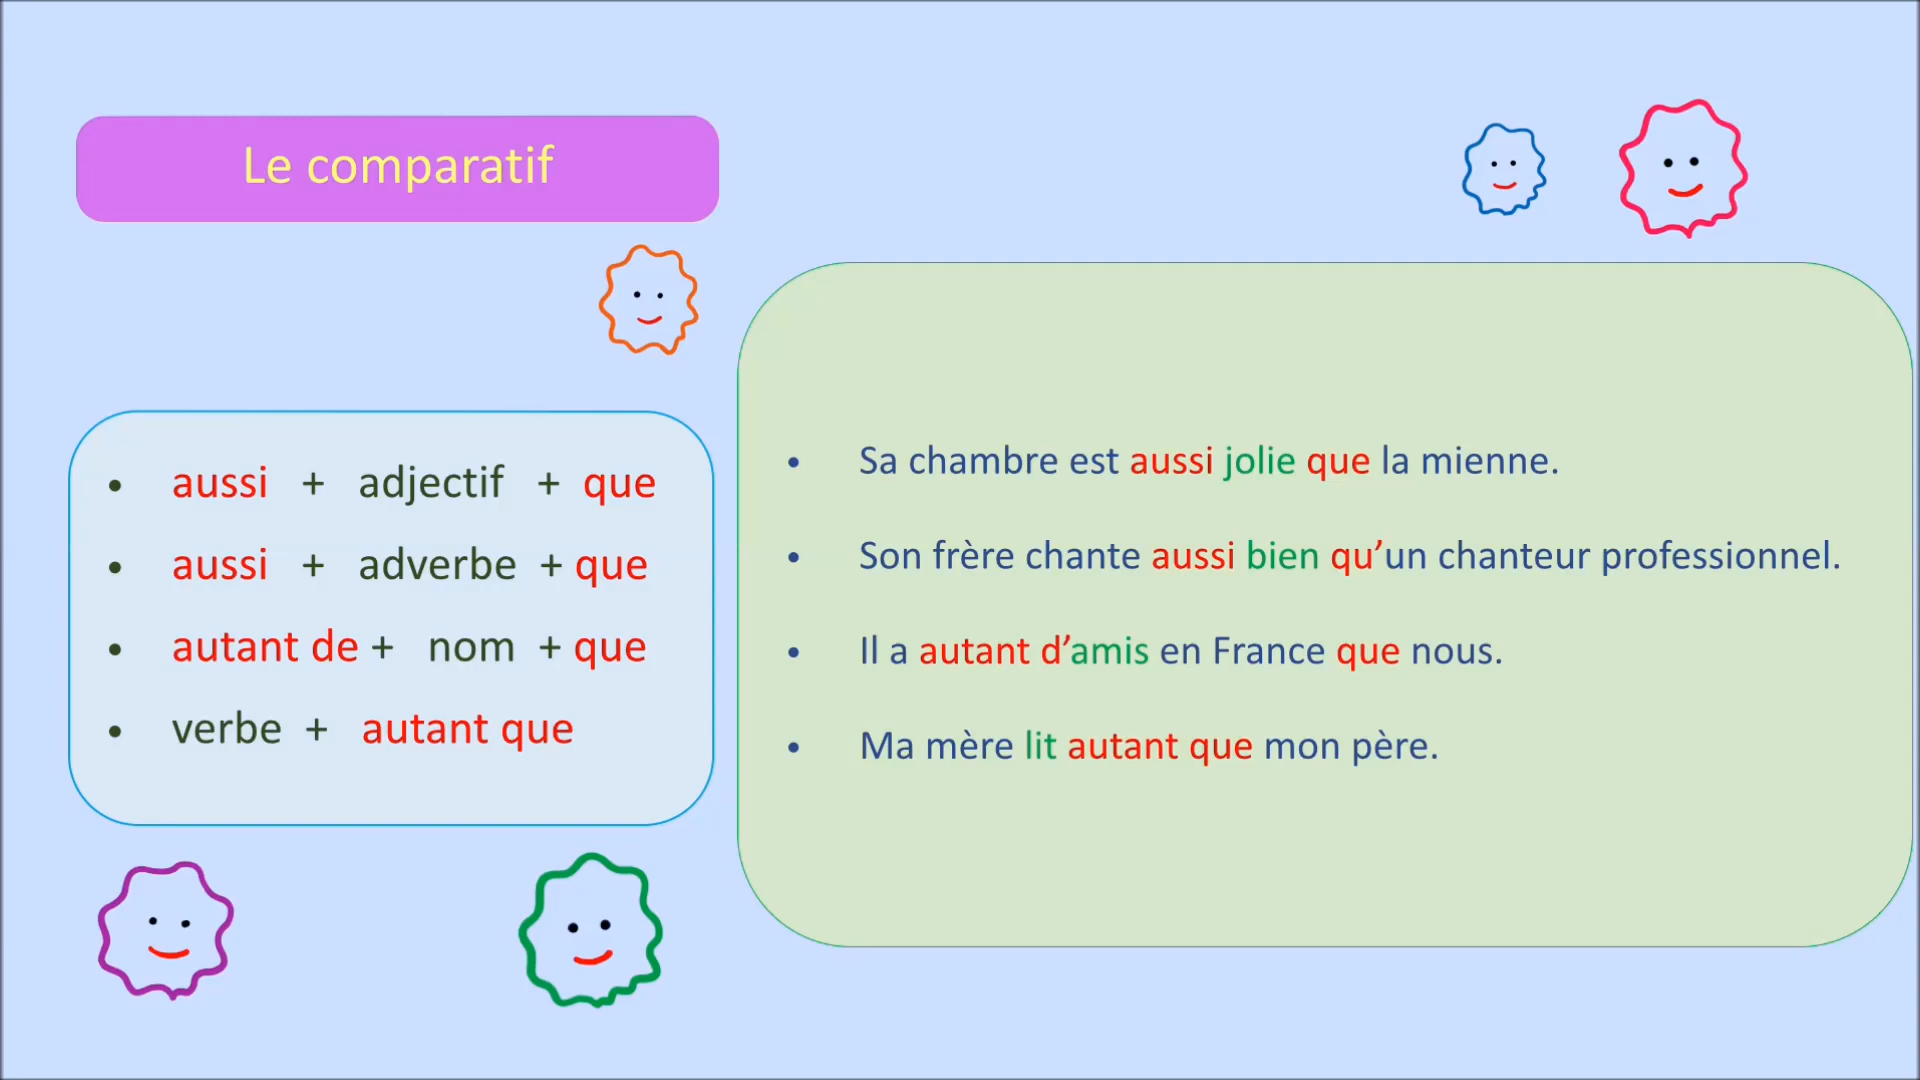 Le comparatif
• aussi + adjectif + que
• aussi + adverbe + que
• autant de + nom + que
• verbe + autant que
• Sa chambre est aussi jolie que la mienne.
• Son frère chante aussi bien qu’un chanteur professionnel.
• Il a autant d’amis en France que nous.
• Ma mère lit autant que mon père.